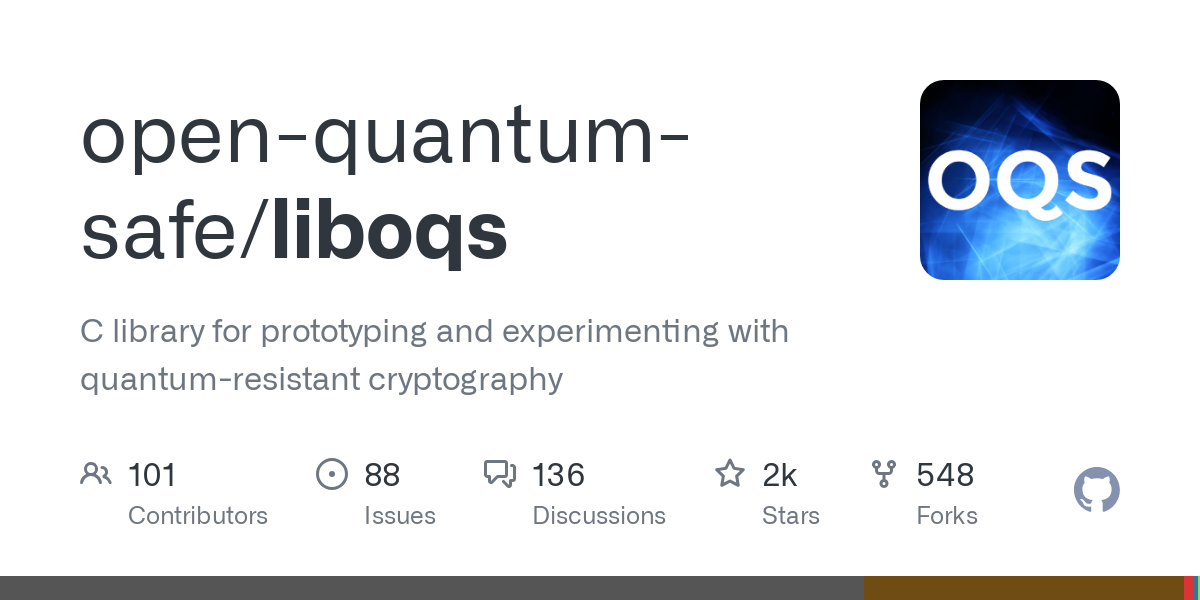 open-quantum-
safe/liboqs
OQS
C library for prototyping and experimenting with
quantum-resistant cryptography
101 88 136 2k 548
Contributors Issues Discussions Stars Forks